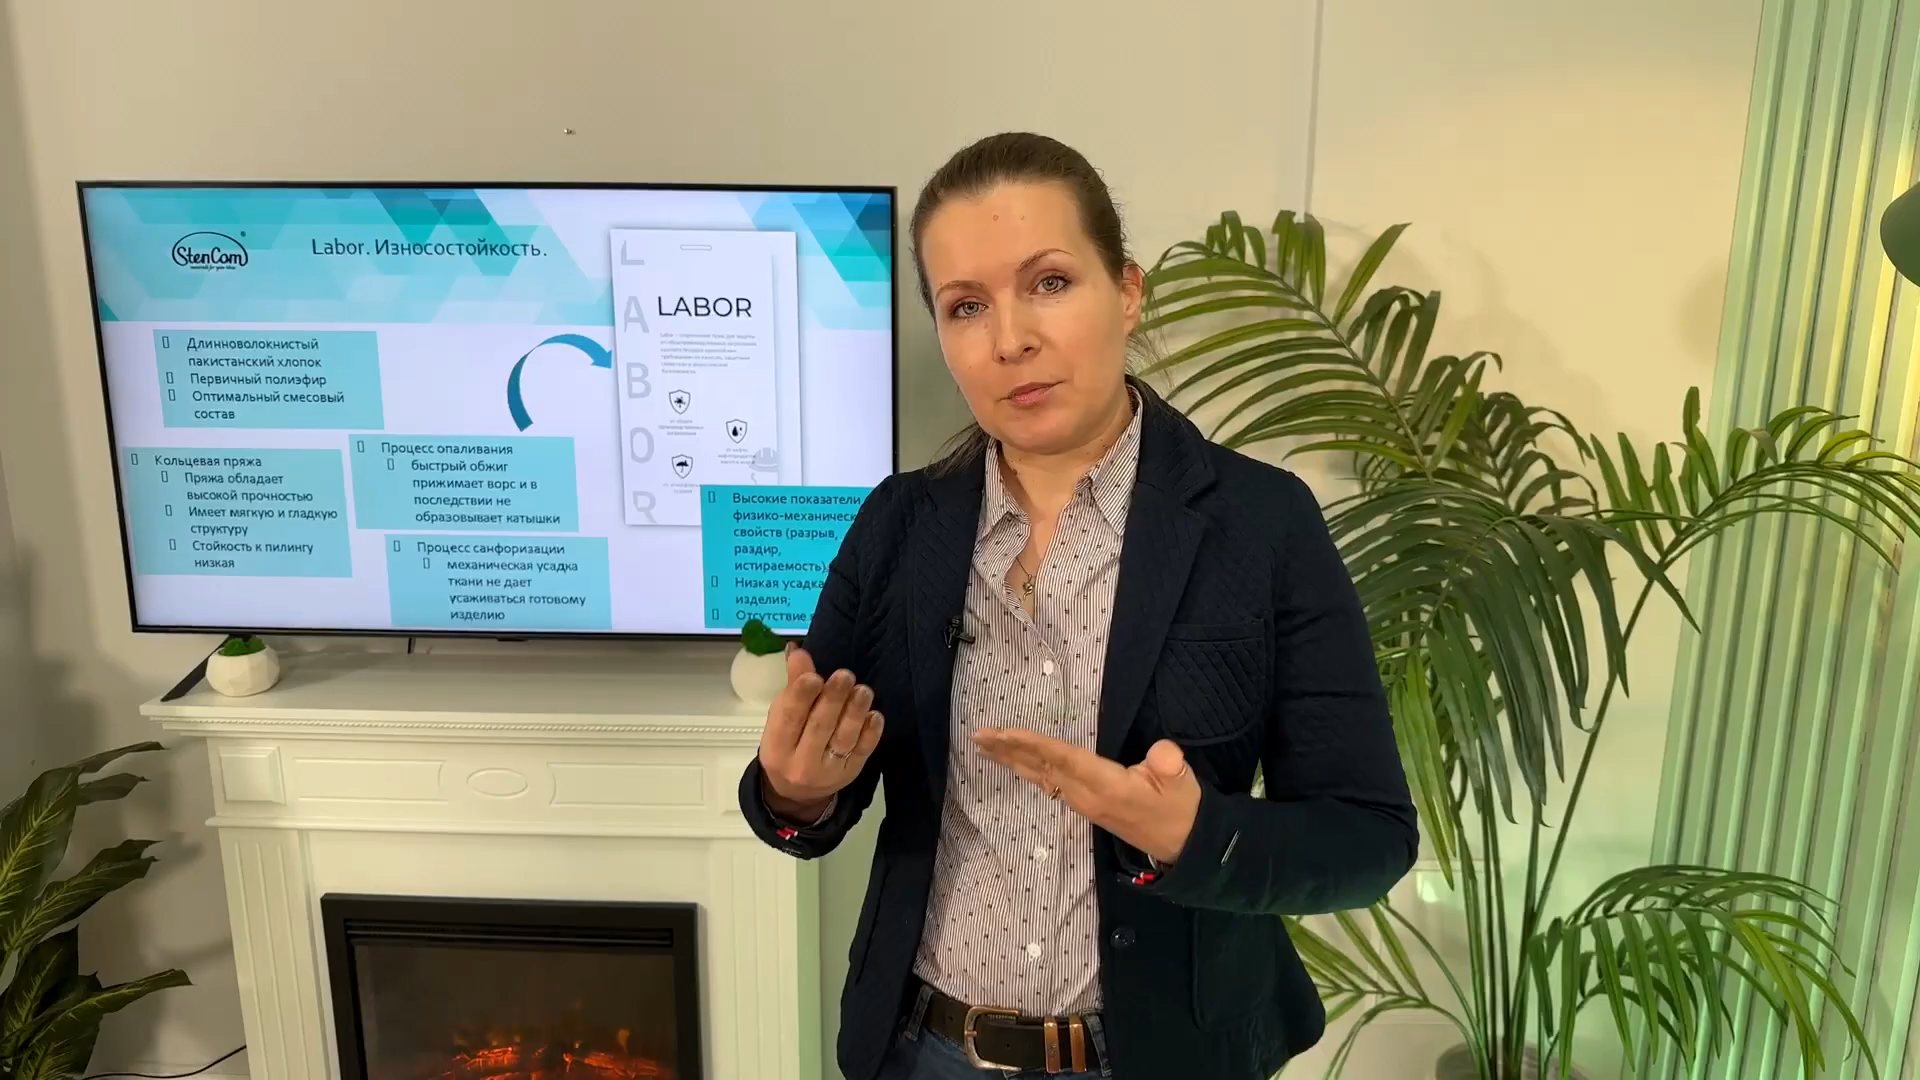 StenCom
®
Labor. Износостойкость.
Длинноволокнистый
пакистанский хлопок
Первичный полиэфир
Оптимальный смесовый
состав
Кольцевая пряжа
Пряжа обладает
высокой прочностью
Имеет мягкую и гладкую
структуру
Стойкость к пилингу
низкая
Процесс опаливания
быстрый обжиг
прижимает ворс и в
последствии не
образовывает катышки
Процесс санфоризации
механическая усадка
ткани не дает
усаживаться готовому
изделию
LABOR
LABOR
Высокие показатели
физико-механическ
свойств (разрыв,
раздир,
истираемость);
Низкая усадка
изделия;
Отсутствие